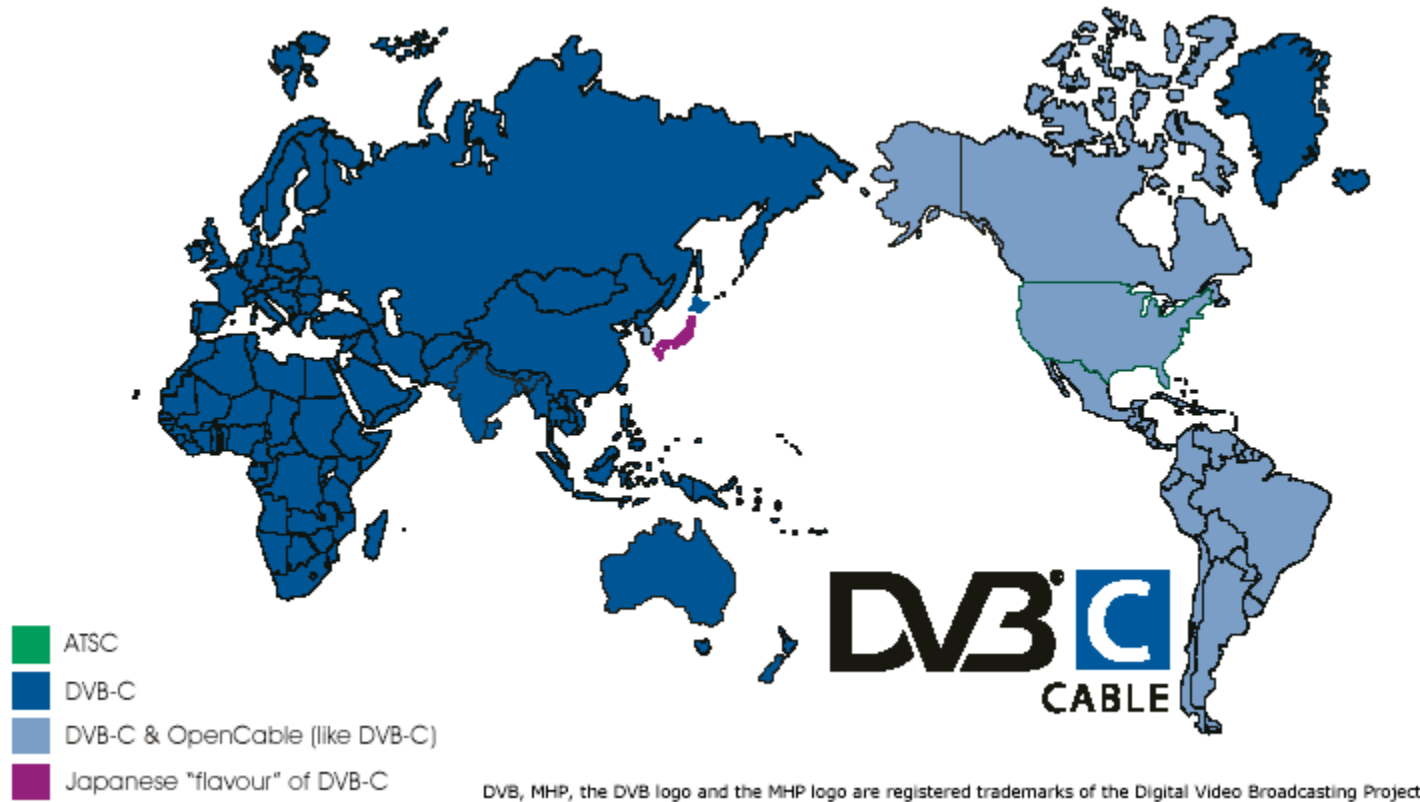 DVB C
CABLE
ATSC
DVB-C
DVB-C & OpenCable (like DVB-C)
Japanese "flavour" of DVB-C
DVB, MHP, the DVB logo and the MHP logo are registered trademarks of the Digital Video Broadcasting Project